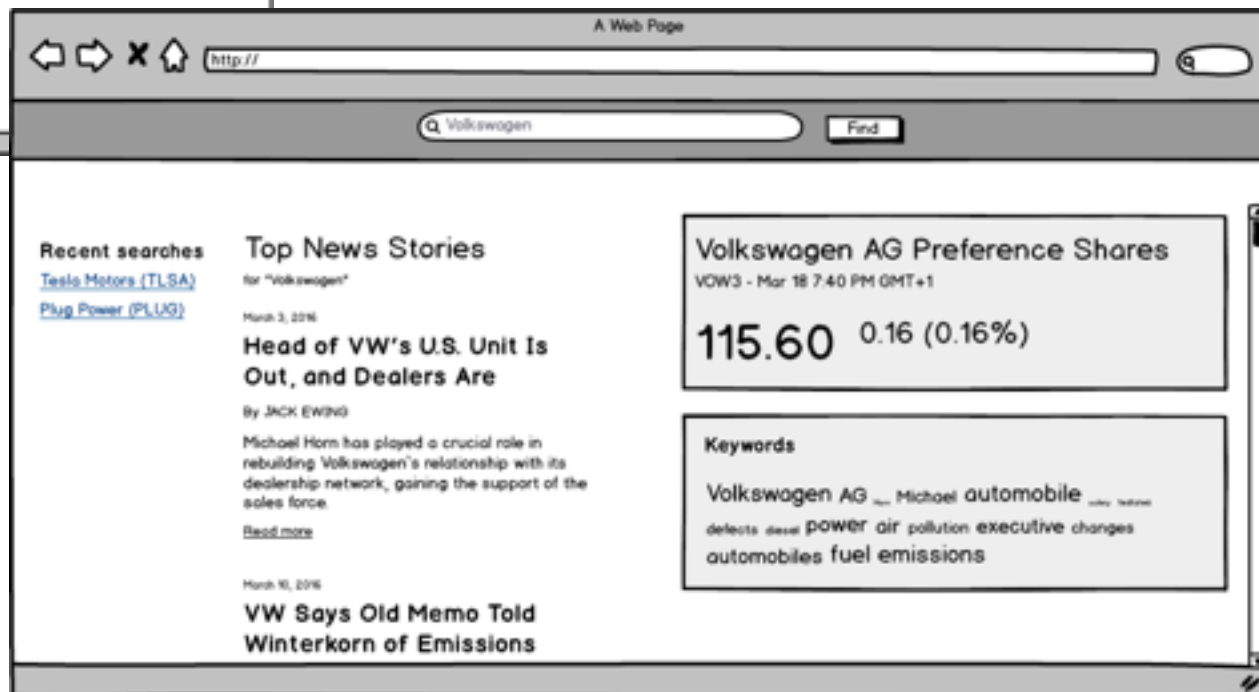 A Web Page
http://
Volkswagen
Find
Recent searches
Tesla Motors (TLSA)
Plug Power (PLUG)
Top News Stories
for "Volkswagen"
March 3, 2016
Head of VW's U.S. Unit Is
Out, and Dealers Are
By JACK EWING
Michael Horn has played a crucial role in
rebuilding Volkswagen's relationship with its
dealership network, gaining the support of the
sales force.
Read more
March 10, 2016
VW Says Old Memo Told
Winterkorn of Emissions
Volkswagen AG Preference Shares
VOW3 - Mar 18 7:40 PM GMT+1
115.60
0.16 (0.16%)
Keywords
Volkswagen AG Michael automobile
defects diesel power air pollution executive changes
automobiles fuel emissions